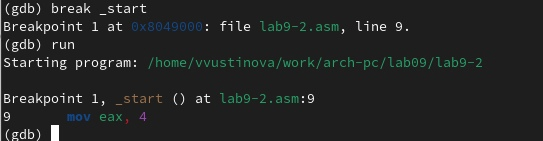 (gdb) break _start
Breakpoint 1 at 0x8049000: file lab9-2.asm, line 9.
(gdb) run
Starting program: /home/vvustinova/work/arch-pc/lab09/lab9-2
Breakpoint 1, _start () at lab9-2.asm:9
9 mov eax, 4
(gdb)